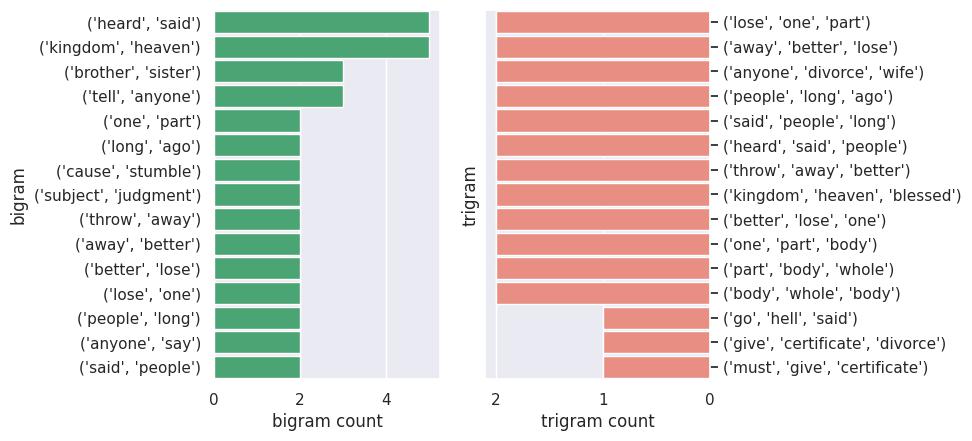 ('heard', 'said')
('kingdom', 'heaven')
('brother', 'sister')
('tell', 'anyone')
('one', 'part')
('long', 'ago')
('cause', 'stumble')
('subject', 'judgment')
('throw', 'away')
('away', 'better')
('better', 'lose')
('lose', 'one')
('people', 'long')
('anyone', 'say')
('said', 'people')
bigram
0 2 4
bigram count
('lose', 'one', 'part')
('away', 'better', 'lose')
('anyone', 'divorce', 'wife')
('people', 'long', 'ago')
('said', 'people', 'long')
('heard', 'said', 'people')
('throw', 'away', 'better')
('kingdom', 'heaven', 'blessed')
('better', 'lose', 'one')
('one', 'part', 'body')
('part', 'body', 'whole')
('body', 'whole', 'body')
('go', 'hell', 'said')
('give', 'certificate', 'divorce')
('must', 'give', 'certificate')
trigram
2 1 0
trigram count